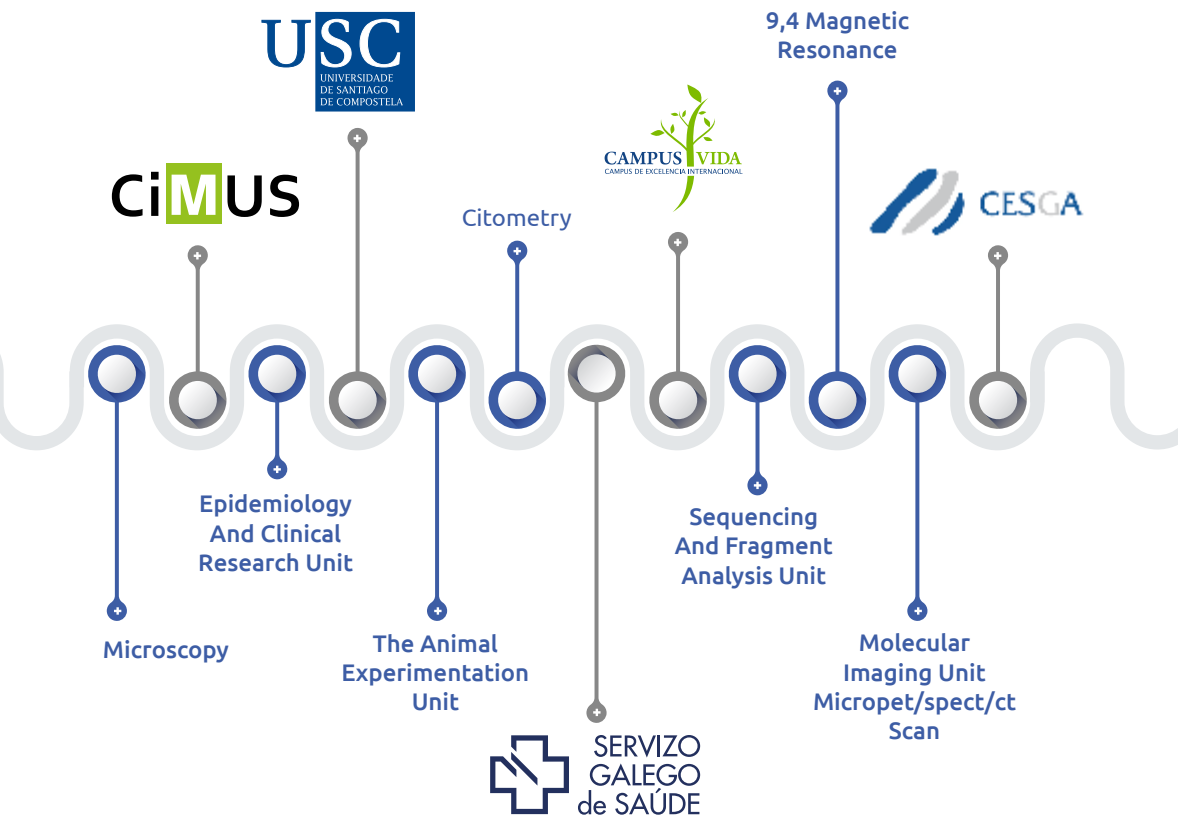 9,4 Magnetic
Resonance
USC
UNIVERSIDADE
DE SANTIAGO
DE COMPOSTELA
CAMPUS VIDA
CAMPUS DE EXCELENCIA INTERNACIONAL
CiMUS
Citometry
CESGA
Epidemiology
And Clinical
Research Unit
Sequencing
And Fragment
Analysis Unit
Microscopy
The Animal
Experimentation
Unit
Molecular
Imaging Unit
Micropet/spect/ct
Scan
SERVIZO
GALEGO
de SAÚDE